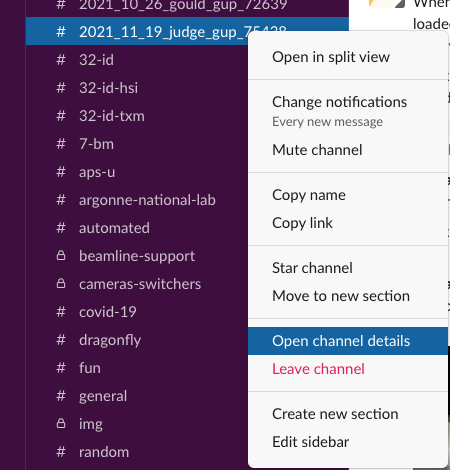 # 2021_10_26_gould_gup_72639
When
# 2021_11_19_judge_gup_75428
loade
# 32-id
# 32-id-hsi
# 32-id-txm
# 7-bm
# aps-u
# argonne-national-lab
# automated
beamline-support
cameras-switchers
# covid-19
# dragonfly
# fun
# general
img
# random
Open in split view
Change notifications
Every new message
Mute channel
Copy name
Copy link
Star channel
Move to new section
Open channel details
Leave channel
Create new section
Edit sidebar